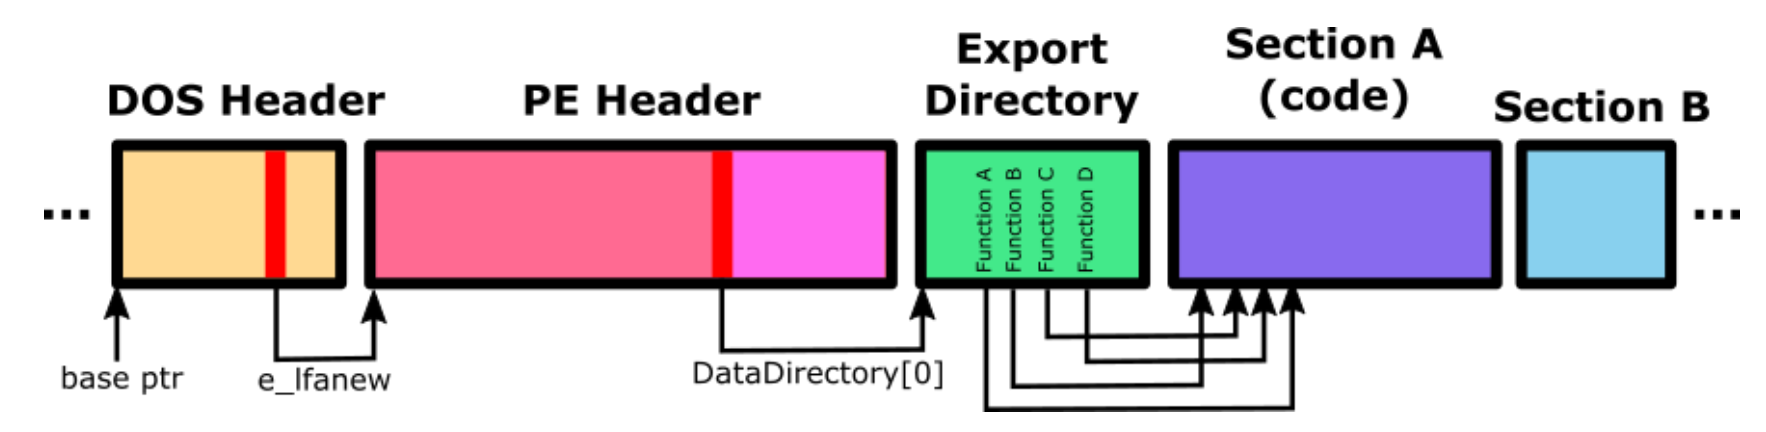 DOS Header
PE Header
Export
Directory
Section A
(code)
Section B
...
Function A
Function B
Function C
Function D
...
base ptr
e_lfanew
DataDirectory[0]